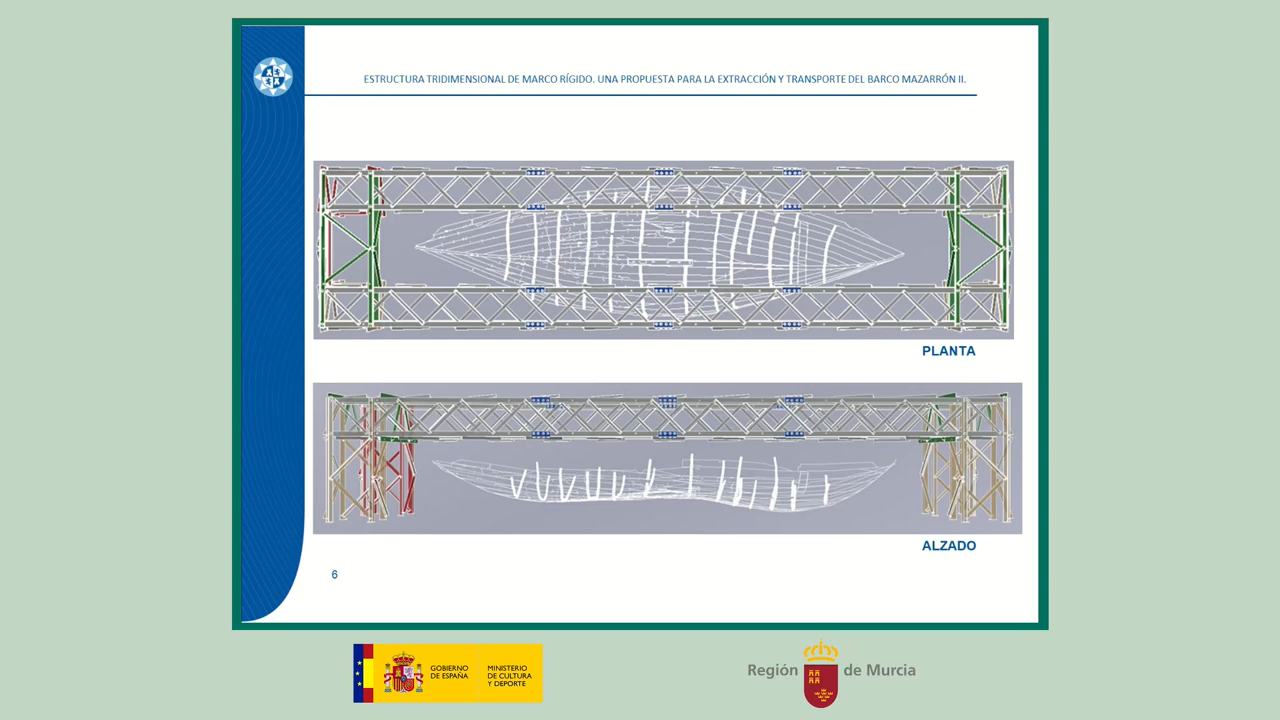 ESTRUCTURA TRIDIMENSIONAL DE MARCO RÍGIDO. UNA PROPUESTA PARA LA EXTRACCIÓN Y TRANSPORTE DEL BARCO MAZARRÓN II.
PLANTA
ALZADO
6
GOBIERNO
DE ESPAÑA
MINISTERIO
DE CULTURA
Y DEPORTE
Región de Murcia